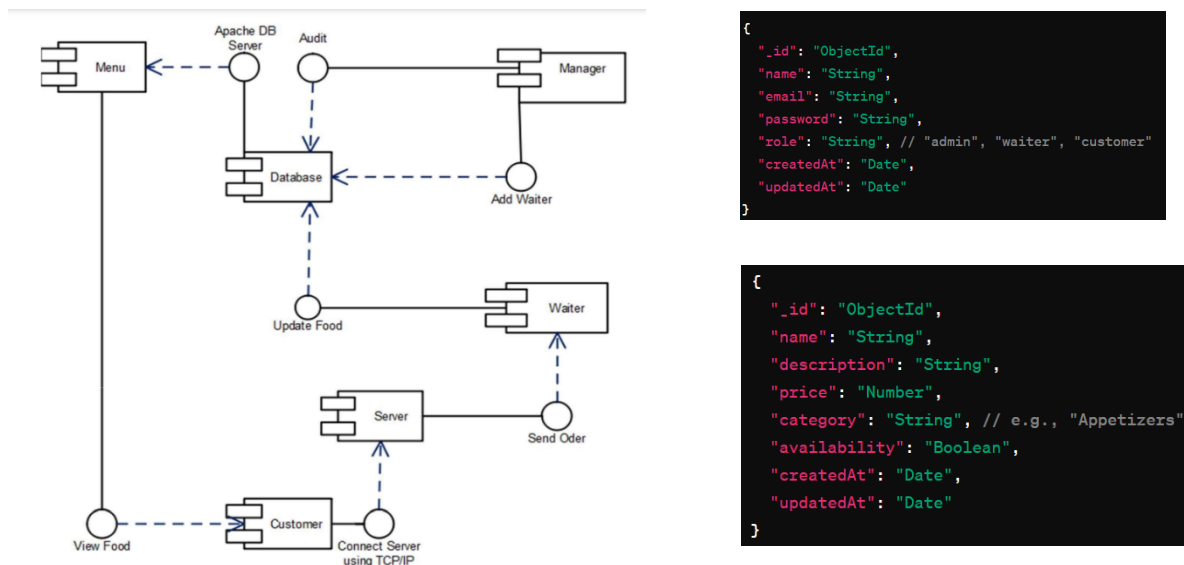 Apache DB
Server
Audit
Menu
Manager
Database
Add Waiter
Update Food
Waiter
Server
Send Oder
View Food
Customer
Connect Server
using TCP/IP
{
"_id": "ObjectId",
"name": "String",
"email": "String",
"password": "String",
"role": "String", // "admin", "waiter", "customer"
"createdAt": "Date",
"updatedAt": "Date"
}
{
"_id": "ObjectId",
"name": "String",
"description": "String",
"price": "Number",
"category": "String", // e.g., "Appetizers"
"availability": "Boolean",
"createdAt": "Date",
"updatedAt": "Date"
}